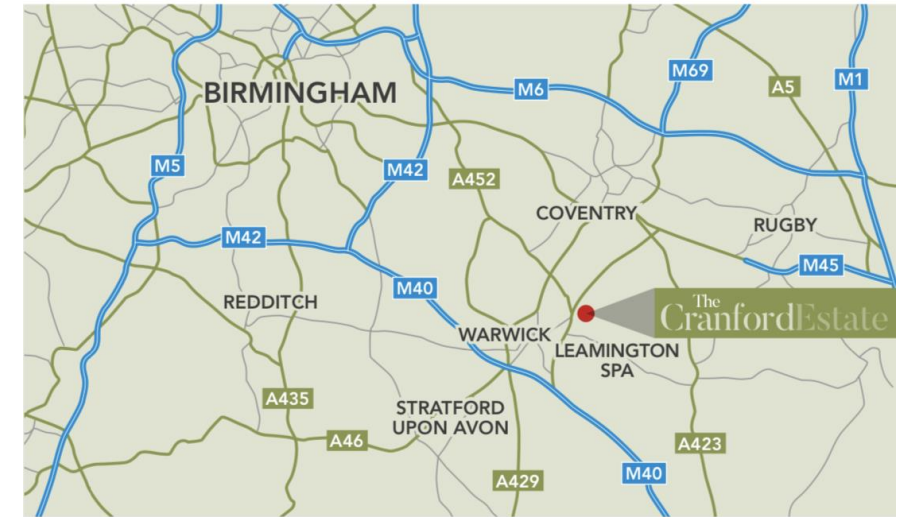 M69
A5
M1
M6
BIRMINGHAM
M5
M42
A452
COVENTRY
RUGBY
M42
M45
M40
REDDITCH
The
CranfordEstate
WARWICK
LEAMINGTON
SPA
A435
STRATFORD
UPON AVON
A46
A423
M40
A429